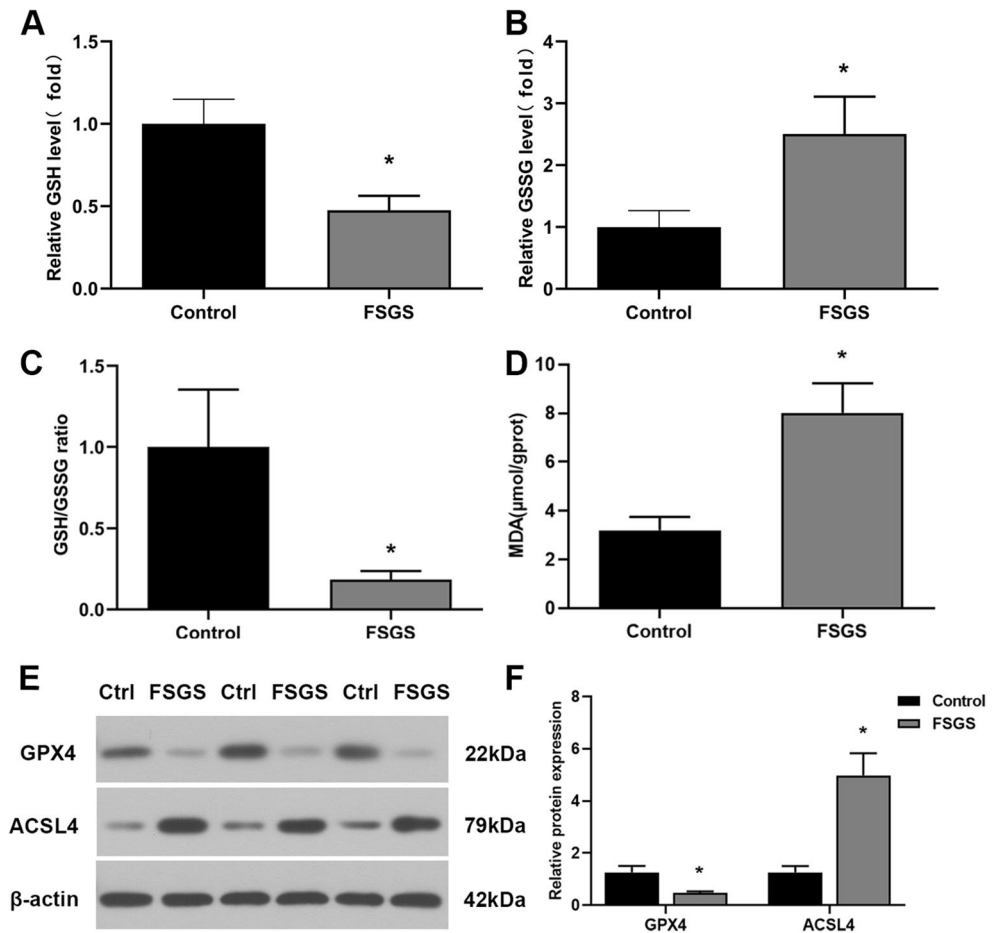 A
Relative GSH level( fold)
1.5
1.0
0.5
0.0
*
Control
FSGS
B
Relative GSSG level( fold)
4
3
2
1
0
*
Control
FSGS
C
GSH/GSSG ratio
1.5
1.0
0.5
0.0
*
Control
FSGS
D
MDA(μmol/gprot)
10
8
6
4
2
0
*
Control
FSGS
E
Ctrl FSGS Ctrl FSGS Ctrl FSGS
GPX4 22kDa
ACSL4 79kDa
β-actin 42kDa
F
Relative protein expression
8
6
4
2
0
*
*
GPX4
ACSL4
Control
FSGS